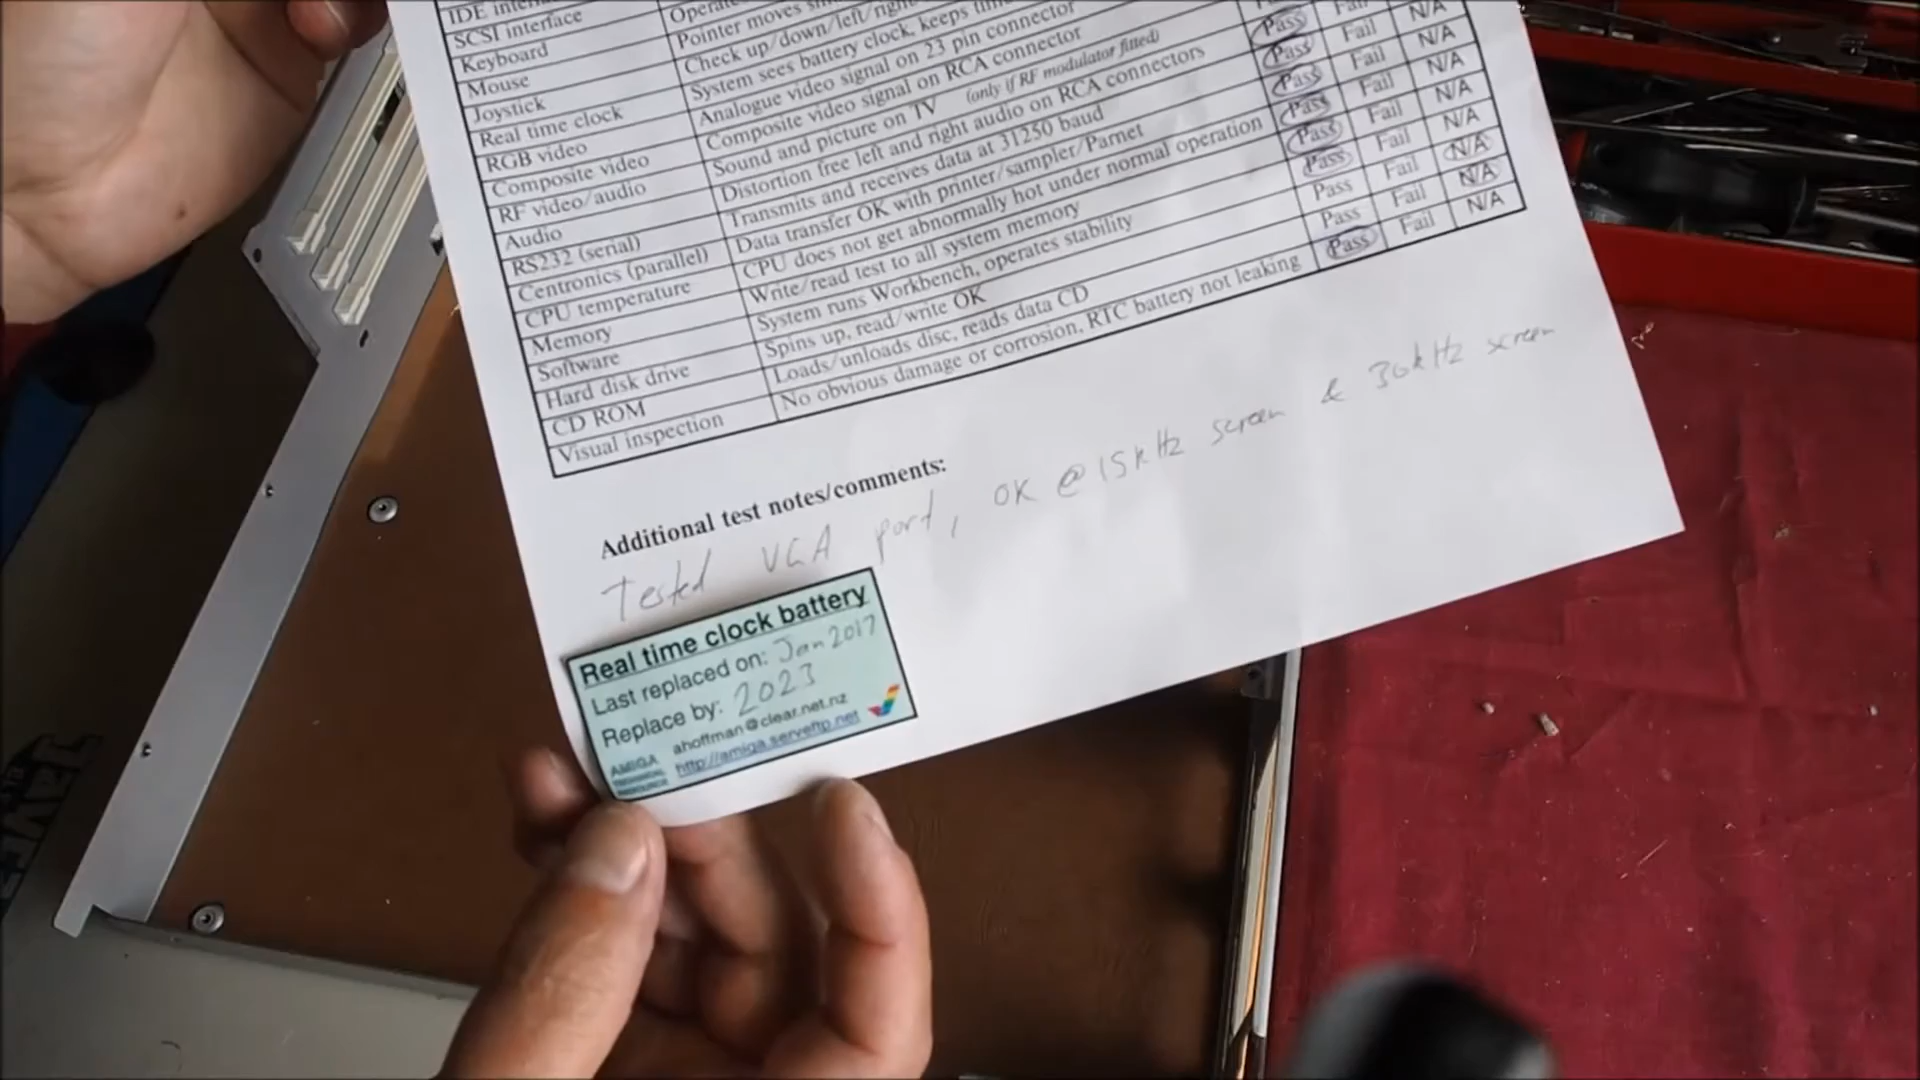 IDE
SCSI interface
Keyboard
Mouse Pointer moves
Joystick Check up/down/left/right
Real time clock System sees battery clock, keeps time Pass Fail N/A
RGB video Analogue video signal on 23 pin connector Pass Fail N/A
Composite video Composite video signal on RCA connector Pass Fail N/A
RF video/audio Sound and picture on TV (only if RF modulator fitted) Pass Fail N/A
Audio Distortion free left and right audio on RCA connectors Pass Fail N/A
RS232 (serial) Transmits and receives data at 31250 baud Pass Fail N/A
Centronics (parallel) Data transfer OK with printer/sampler/Parnet Pass Fail N/A
CPU temperature CPU does not get abnormally hot under normal operation Pass Fail N/A
Memory Write/read test to all system memory
Software System runs Workbench, operates stability
Hard disk drive Spins up, read/write OK
CD ROM Loads/unloads disc, reads data CD
Visual inspection No obvious damage or corrosion, RTC battery not leaking
Additional test notes/comments:
Tested VGA port, OK @ 15kHz screen & 30kHz screen
Real time clock battery
Last replaced on: Jan 2017
Replace by: 2023
ahoffman@clear.net.nz
http://amiga.serveftp.net
AMIGA
TECHNICAL
RESOURCE